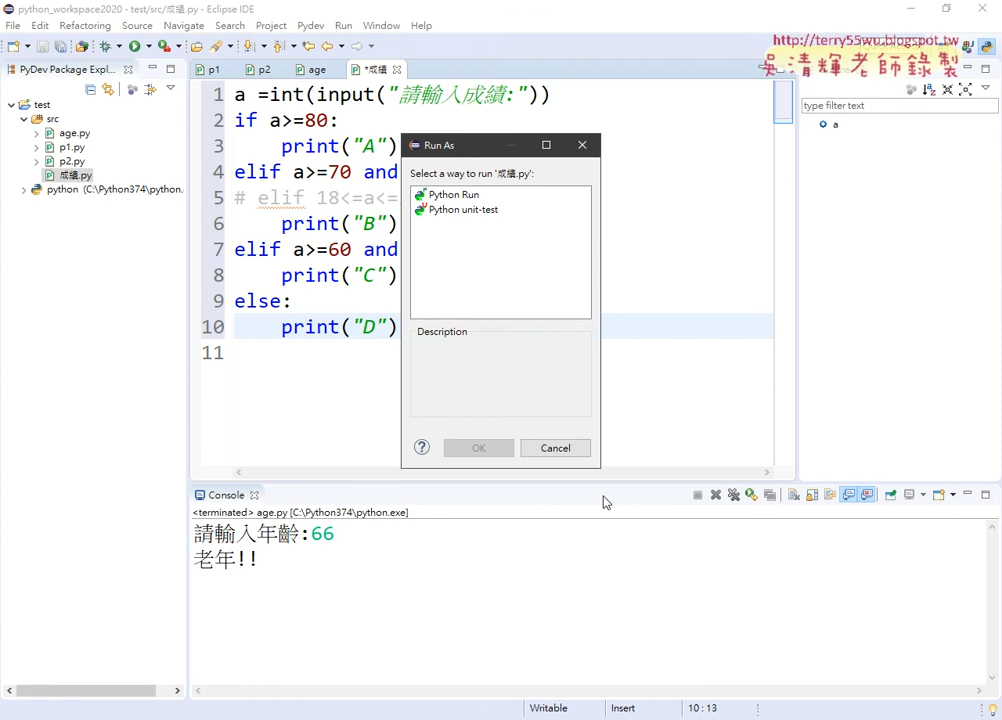 python_workspace2020 - test/src/成績.py - Eclipse IDE
File Edit Refactoring Source Navigate Search Project Pydev Run Window Help
http://terry55wu.blogspot.tw
吳清輝老師錄製
PyDev Package Expl...
p1
p2
age
*成績
test
src
age.py
p1.py
p2.py
成績.py
python (C:\Python374\python.
1 a =int(input("請輸入成績:"))
2 if a>=80:
3 print("A")
4 elif a>=70 and
5 # elif 18<=a<=
6 print("B")
7 elif a>=60 and
8 print("C")
9 else:
10 print("D")
11
Run As
Select a way to run '成績.py':
Python Run
Python unit-test
Description
OK
Cancel
type filter text
a
Console
<terminated> age.py [C:\Python374\python.exe]
請輸入年齡:66
老年!!
Writable
Insert
10 : 13